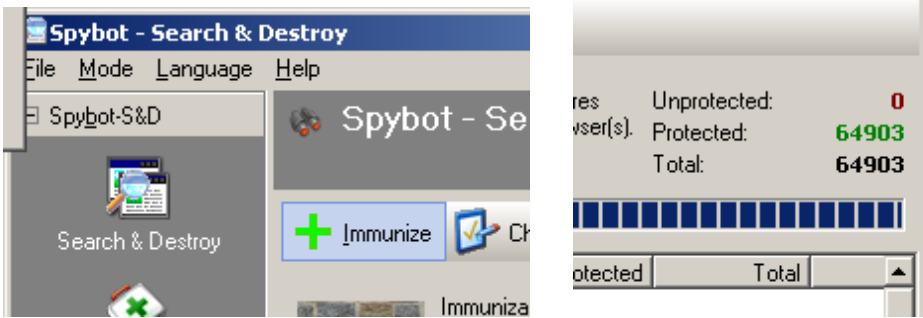 Spybot - Search & Destroy
File Mode Language Help
Spybot-S&D
Spybot - Se
Search & Destroy
Immunize
Ch
Immuniza
res
Unprotected: 0
wser(s).
Protected: 64903
Total: 64903
otected Total